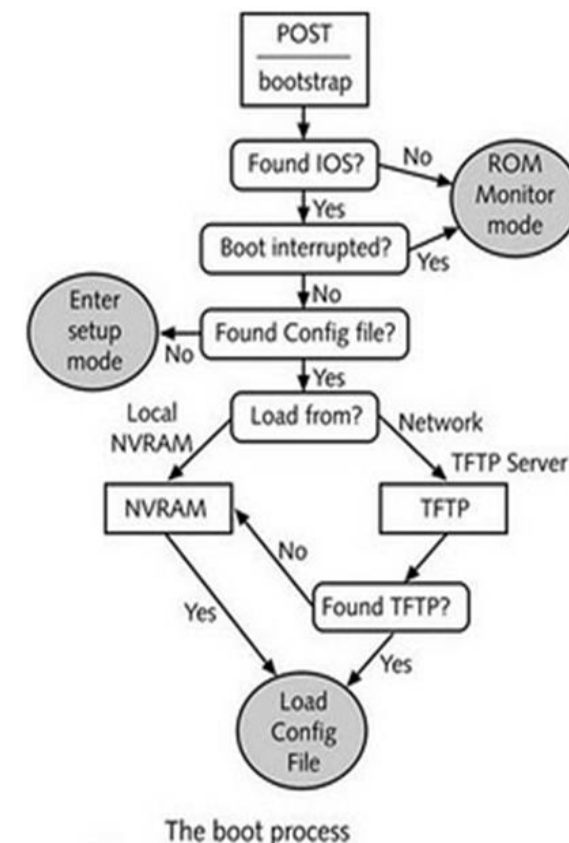 POST
bootstrap
Found IOS?
No
ROM
Monitor
mode
Yes
Boot interrupted?
Yes
No
Enter
setup
mode
Found Config file?
No
Yes
Local
NVRAM
Load from?
Network
TFTP Server
NVRAM
TFTP
No
Found TFTP?
Yes
Yes
Load
Config
File
The boot process